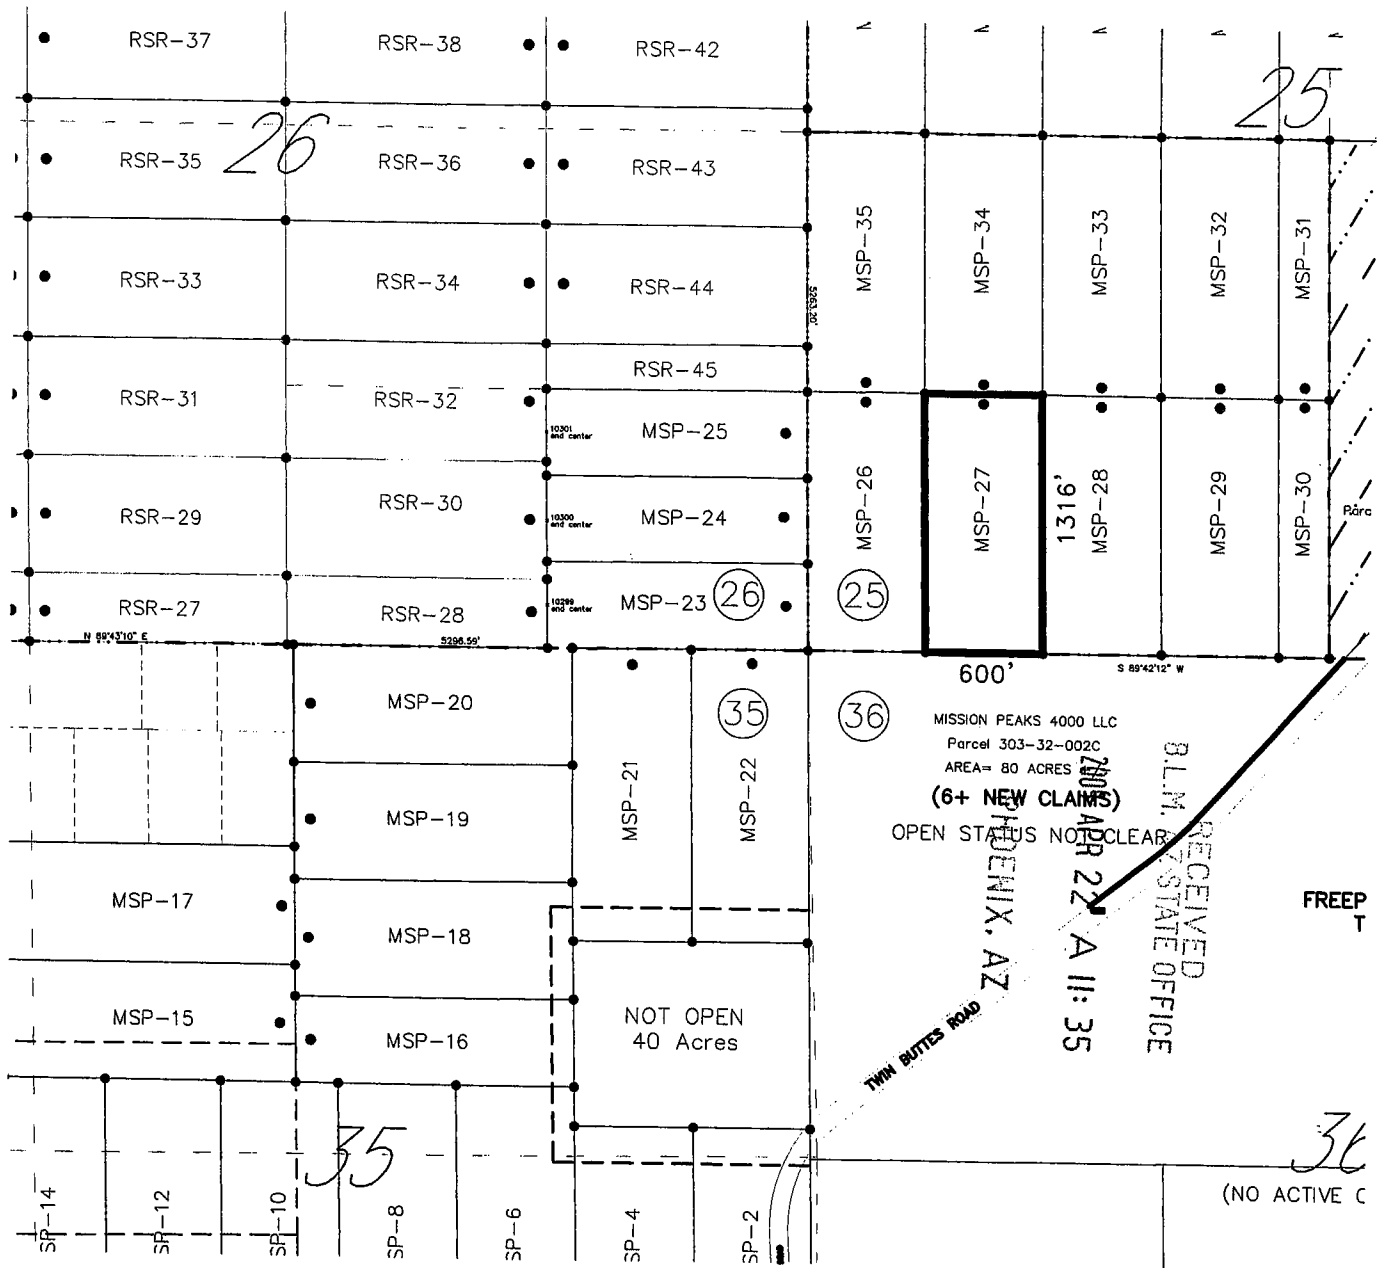 RSR-37
RSR-38
RSR-42
25
26
RSR-35
RSR-36
RSR-43
MSP-35
MSP-34
MSP-33
MSP-32
MSP-31
RSR-33
RSR-34
RSR-44
5263.20'
RSR-45
RSR-31
RSR-32
10301
end center
MSP-25
RSR-29
RSR-30
10300
end center
MSP-24
MSP-26
MSP-27
1316'
MSP-28
MSP-29
MSP-30
Parc
RSR-27
RSR-28
10299
end center
MSP-23
26
25
N 89°43'10" E
5296.59'
600'
S 89°42'12" W
MSP-20
MSP-21
MSP-22
35
36
MISSION PEAKS 4000 LLC
Parcel 303-32-002C
AREA= 80 ACRES
(6+ NEW CLAIMS)
OPEN STATUS NOT CLEAR
RECEIVED
B.L.M. AZ STATE OFFICE
APR 22 A 11: 35
PHOENIX, AZ
MSP-19
MSP-17
MSP-18
FREEP
T
MSP-15
MSP-16
NOT OPEN
40 Acres
TWIN BUTTES ROAD
35
36
(NO ACTIVE C
SP-14
SP-12
SP-10
SP-8
SP-6
SP-4
SP-2